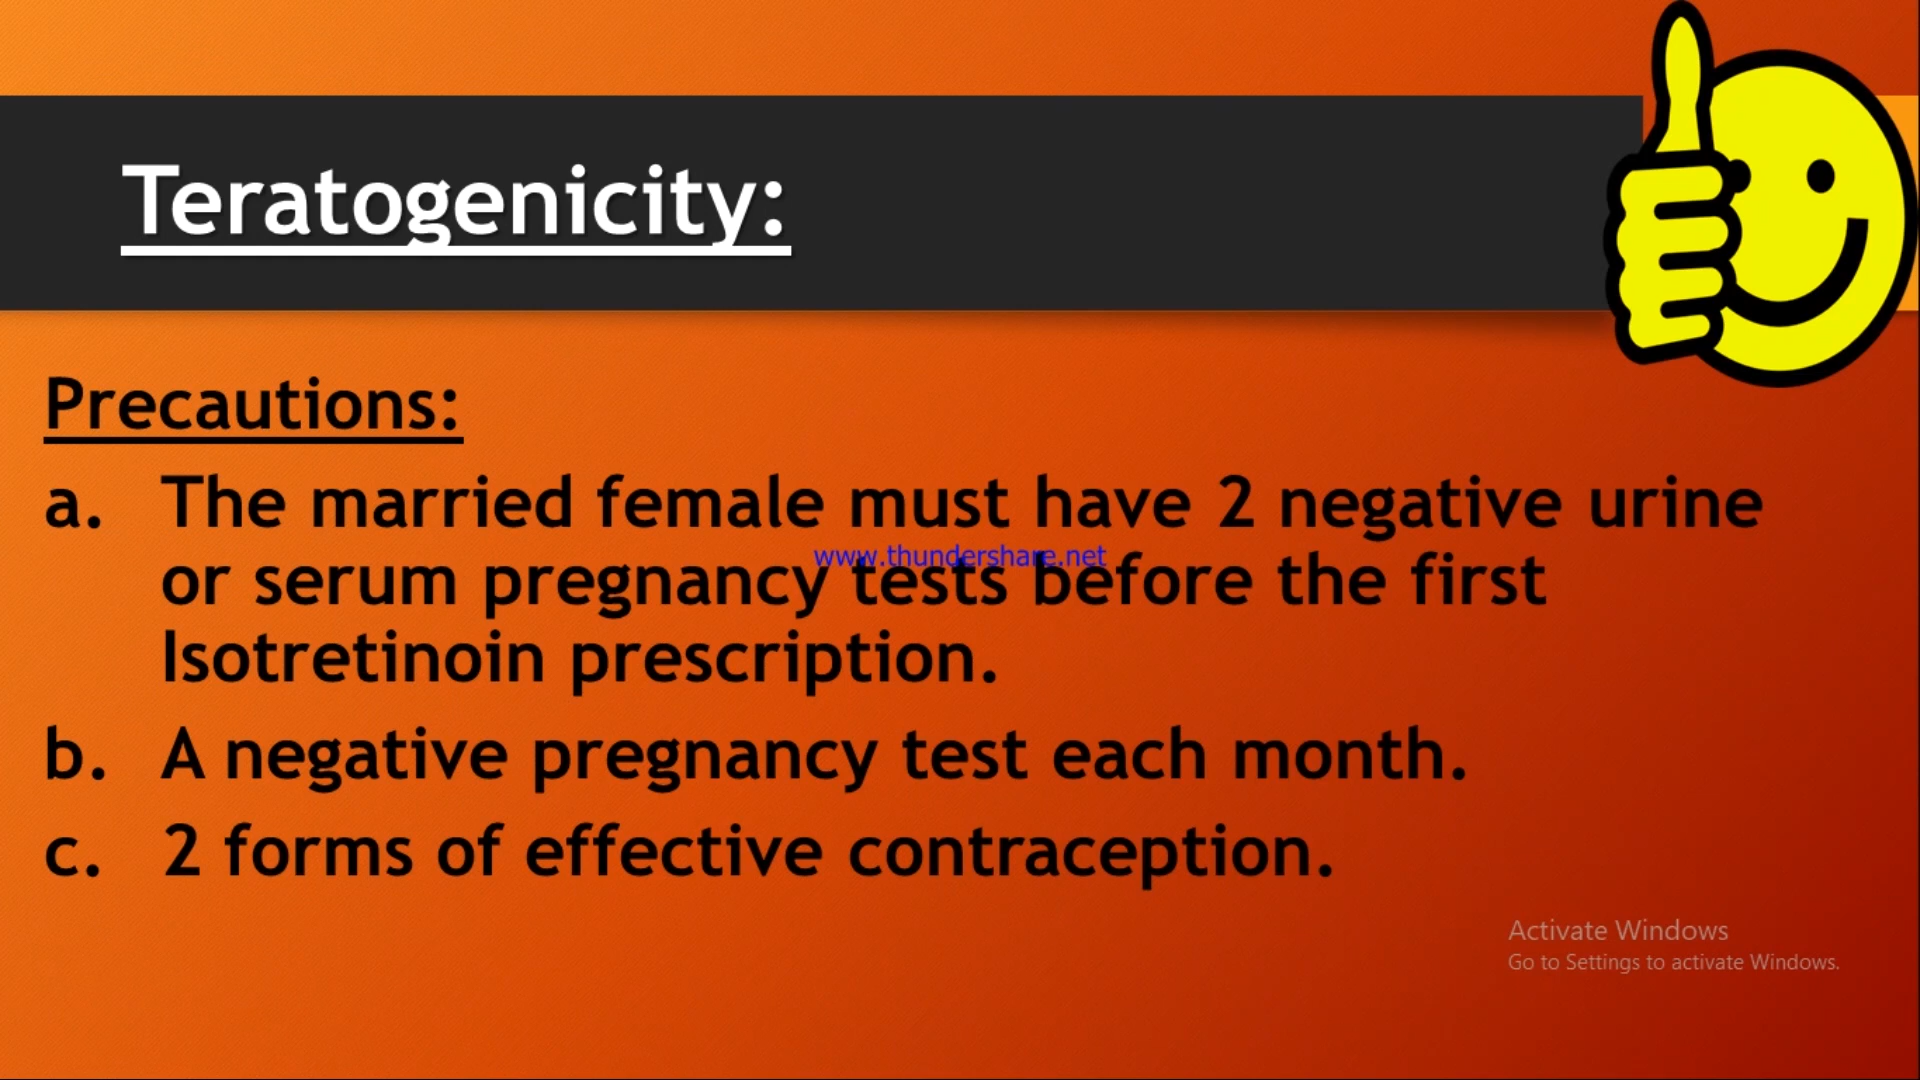 Teratogenicity:
Precautions:
a. The married female must have 2 negative urine
www.thundershare.net
or serum pregnancy tests before the first
Isotretinoin prescription.
b. A negative pregnancy test each month.
c. 2 forms of effective contraception.
Activate Windows
Go to Settings to activate Windows.